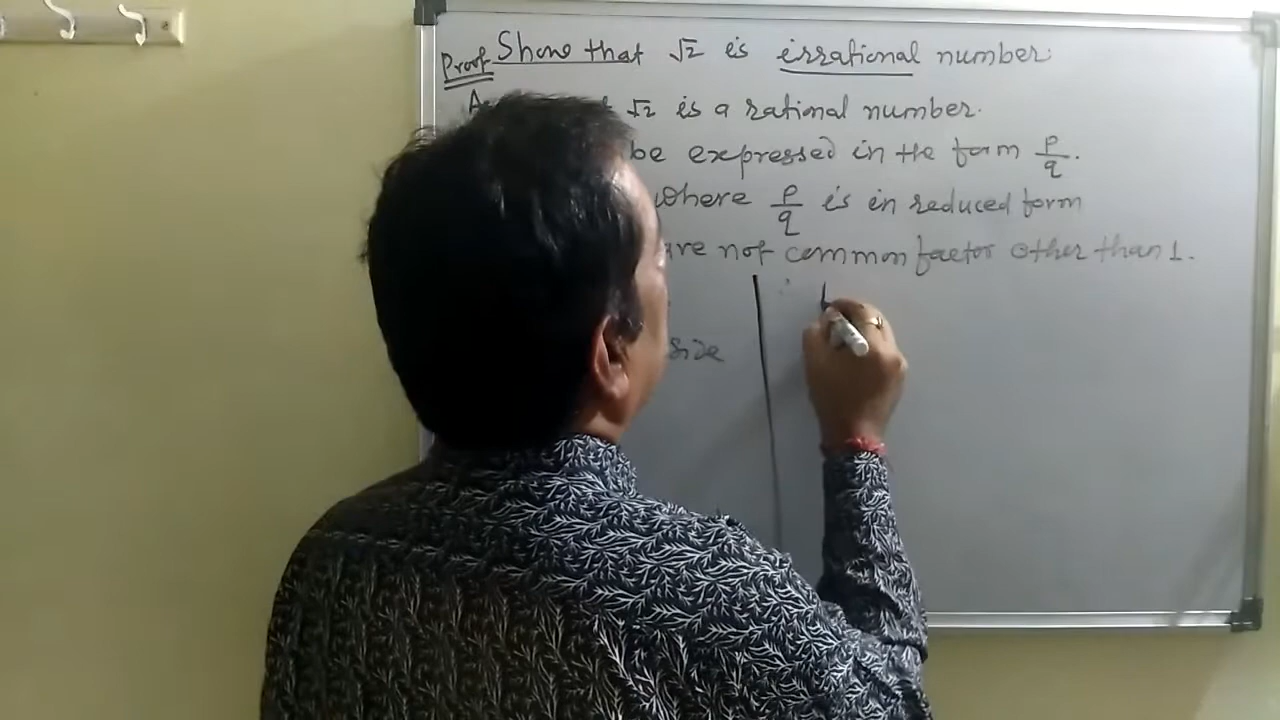 Show that √2 is irrational number.
Proof
√2 is a rational number.
be expressed in the form p/q.
where p/q is in reduced form
are not common factor other than 1.